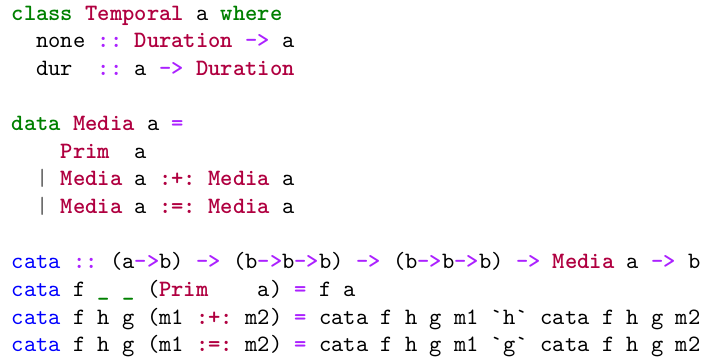 class Temporal a where
  none :: Duration -> a
  dur  :: a -> Duration

data Media a =
    Prim  a
  | Media a :+: Media a
  | Media a :=: Media a

cata :: (a->b) -> (b->b->b) -> (b->b->b) -> Media a -> b
cata f _ _ (Prim    a) = f a
cata f h g (m1 :+: m2) = cata f h g m1 `h` cata f h g m2
cata f h g (m1 :=: m2) = cata f h g m1 `g` cata f h g m2